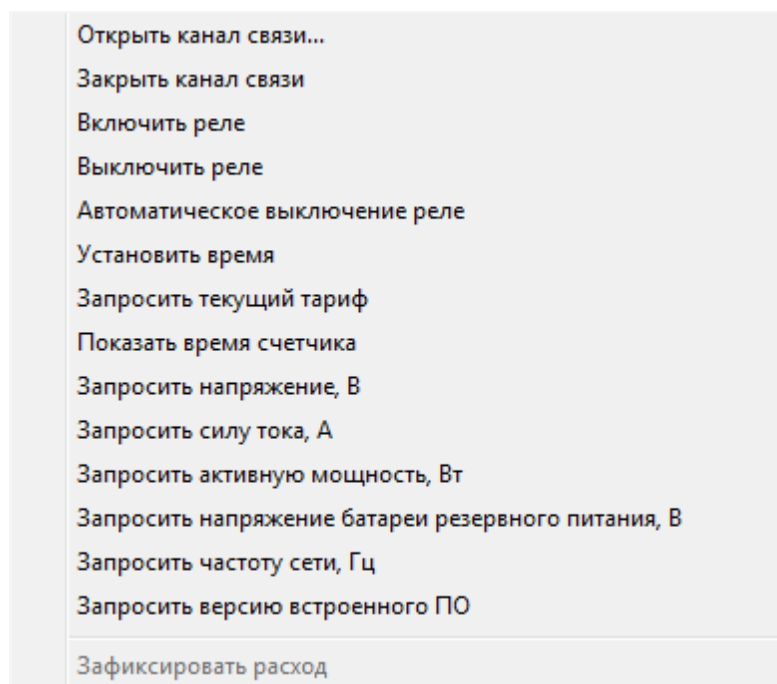 Открыть канал связи...
Закрыть канал связи
Включить реле
Выключить реле
Автоматическое выключение реле
Установить время
Запросить текущий тариф
Показать время счетчика
Запросить напряжение, В
Запросить силу тока, А
Запросить активную мощность, Вт
Запросить напряжение батареи резервного питания, В
Запросить частоту сети, Гц
Запросить версию встроенного ПО
Зафиксировать расход